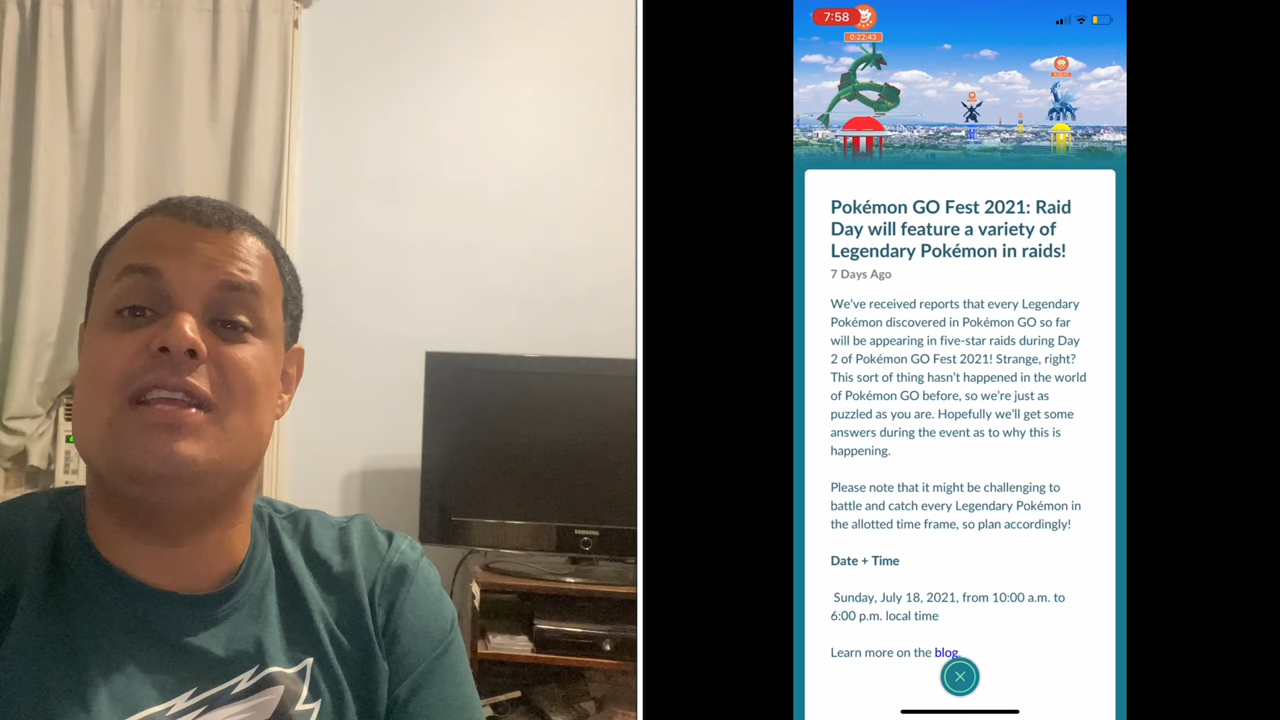 7:58
0:22:43
Pokémon GO Fest 2021: Raid
Day will feature a variety of
Legendary Pokémon in raids!
7 Days Ago
We've received reports that every Legendary
Pokémon discovered in Pokémon GO so far
will be appearing in five-star raids during Day
2 of Pokémon GO Fest 2021! Strange, right?
This sort of thing hasn't happened in the world
of Pokémon GO before, so we're just as
puzzled as you are. Hopefully we'll get some
answers during the event as to why this is
happening.
Please note that it might be challenging to
battle and catch every Legendary Pokémon in
the allotted time frame, so plan accordingly!
Date + Time
Sunday, July 18, 2021, from 10:00 a.m. to
6:00 p.m. local time
Learn more on the blog.
SAMSUNG